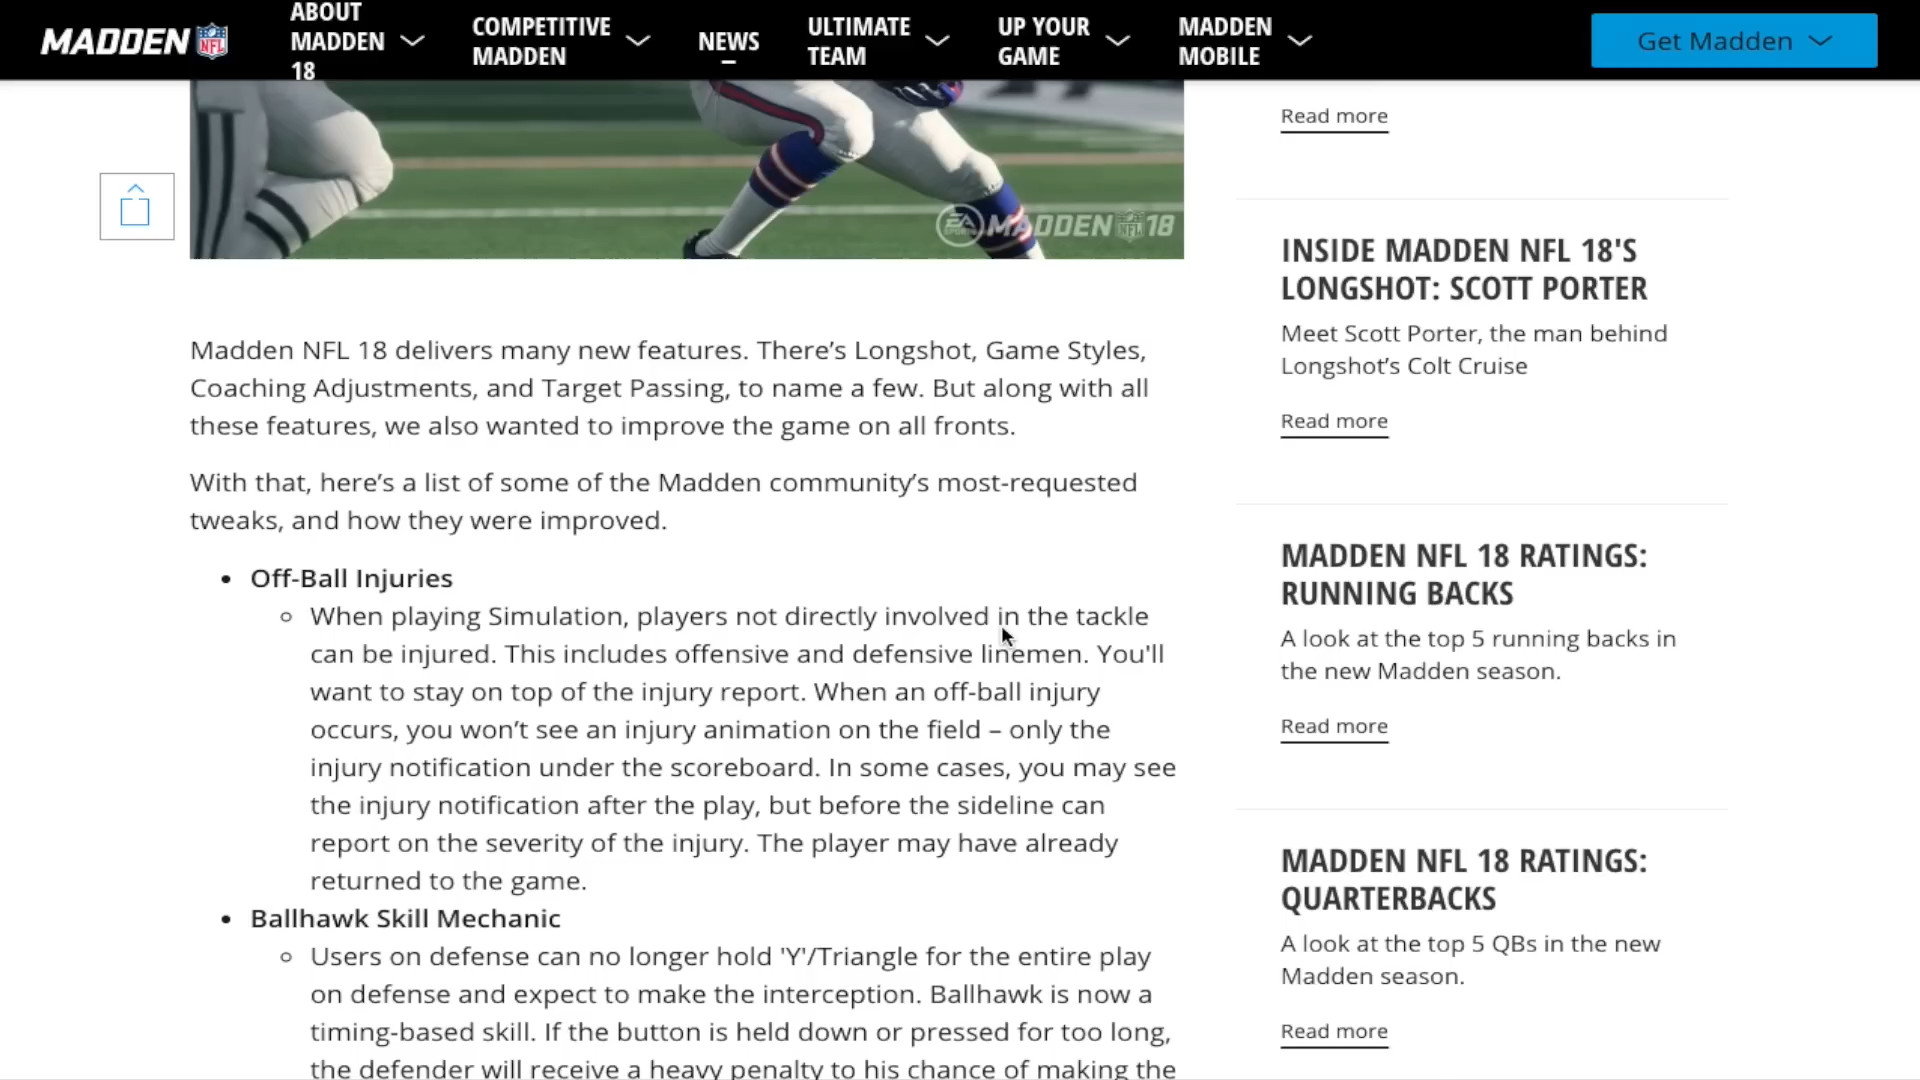 MADDEN NFL
ABOUT
MADDEN
18
COMPETITIVE
MADDEN
NEWS
ULTIMATE
TEAM
UP YOUR
GAME
MADDEN
MOBILE
Get Madden
EA
SPORTS
MADDEN NFL 18
Madden NFL 18 delivers many new features. There’s Longshot, Game Styles,
Coaching Adjustments, and Target Passing, to name a few. But along with all
these features, we also wanted to improve the game on all fronts.
With that, here’s a list of some of the Madden community’s most-requested
tweaks, and how they were improved.
• Off-Ball Injuries
◦ When playing Simulation, players not directly involved in the tackle
can be injured. This includes offensive and defensive linemen. You'll
want to stay on top of the injury report. When an off-ball injury
occurs, you won’t see an injury animation on the field – only the
injury notification under the scoreboard. In some cases, you may see
the injury notification after the play, but before the sideline can
report on the severity of the injury. The player may have already
returned to the game.
• Ballhawk Skill Mechanic
◦ Users on defense can no longer hold 'Y'/Triangle for the entire play
on defense and expect to make the interception. Ballhawk is now a
timing-based skill. If the button is held down or pressed for too long,
the defender will receive a heavy penalty to his chance of making the
Read more
INSIDE MADDEN NFL 18'S
LONGSHOT: SCOTT PORTER
Meet Scott Porter, the man behind
Longshot’s Colt Cruise
Read more
MADDEN NFL 18 RATINGS:
RUNNING BACKS
A look at the top 5 running backs in
the new Madden season.
Read more
MADDEN NFL 18 RATINGS:
QUARTERBACKS
A look at the top 5 QBs in the new
Madden season.
Read more